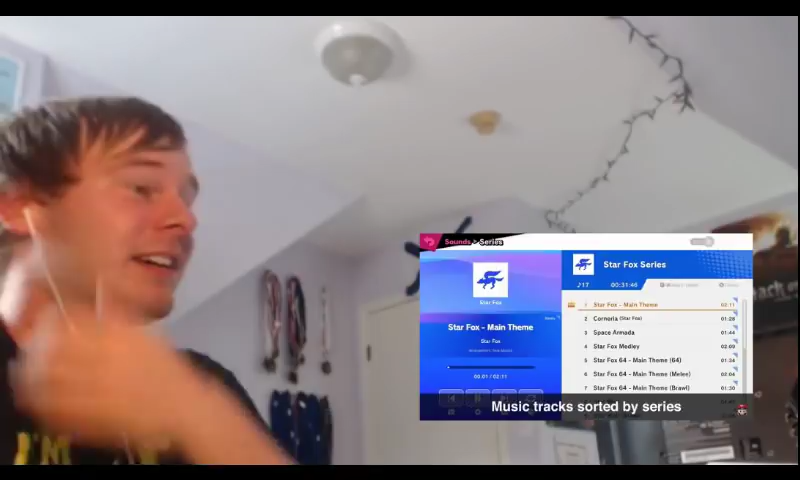 Sounds > Series
Star Fox
Star Fox - Main Theme
Star Fox
00:01 / 02:11
Star Fox Series
♪17 00:31:46
1 Star Fox - Main Theme 02:11
2 Corneria (Star Fox) 01:28
3 Space Armada 01:44
4 Star Fox Medley 02:09
5 Star Fox 64 - Main Theme (64) 01:34
6 Star Fox 64 - Main Theme (Melee) 02:04
7 Star Fox 64 - Main Theme (Brawl) 01:30
Music tracks sorted by series
I'M